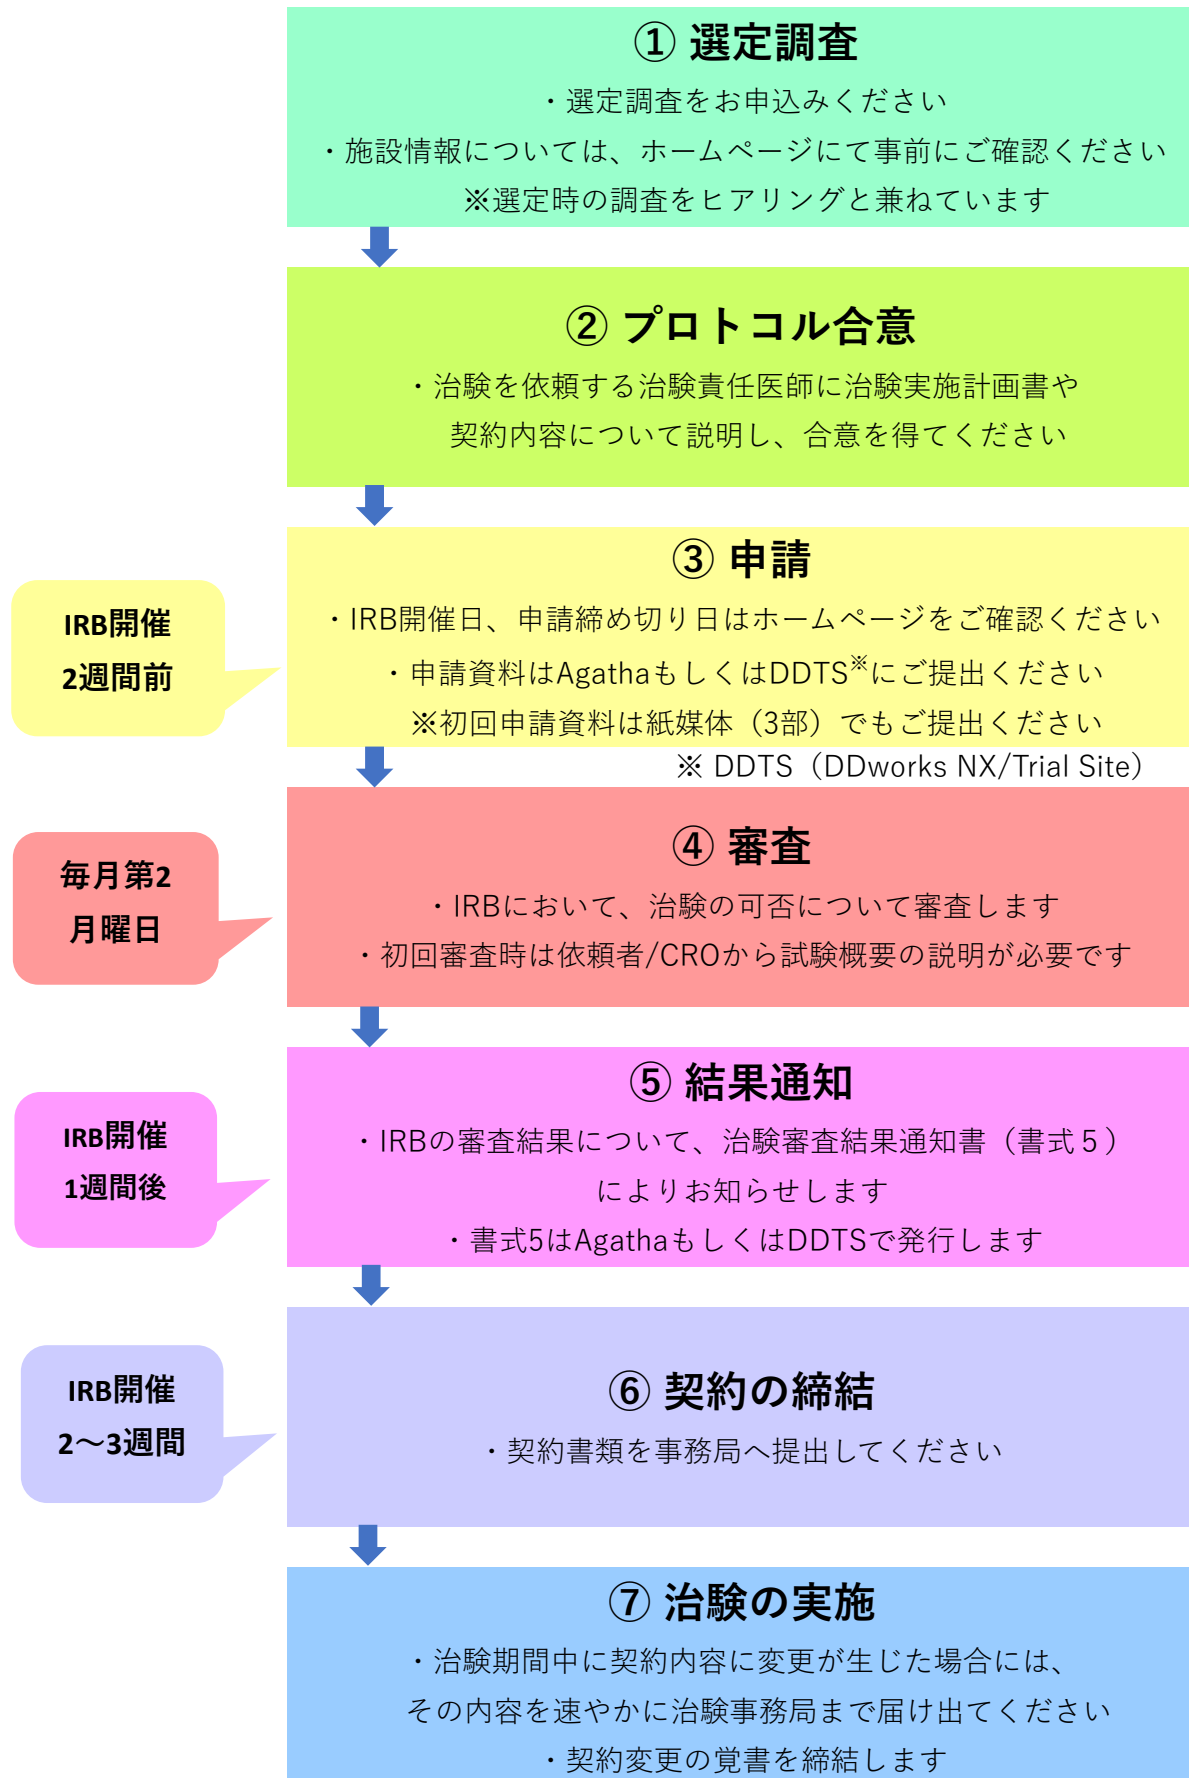 ① 選定調査
・選定調査をお申込みください
・施設情報については、ホームページにて事前にご確認ください
※選定時の調査をヒアリングと兼ねています
② プロトコル合意
・治験を依頼する治験責任医師に治験実施計画書や
契約内容について説明し、合意を得てください
IRB開催
2週間前
③ 申請
・IRB開催日、申請締め切り日はホームページをご確認ください
・申請資料はAgathaもしくはDDTS※にご提出ください
※初回申請資料は紙媒体（3部）でもご提出ください
※ DDTS（DDworks NX/Trial Site）
毎月第2
月曜日
④ 審査
・IRBにおいて、治験の可否について審査します
・初回審査時は依頼者/CROから試験概要の説明が必要です
IRB開催
1週間後
⑤ 結果通知
・IRBの審査結果について、治験審査結果通知書（書式５）
によりお知らせします
・書式5はAgathaもしくはDDTSで発行します
IRB開催
2～3週間
⑥ 契約の締結
・契約書類を事務局へ提出してください
⑦ 治験の実施
・治験期間中に契約内容に変更が生じた場合には、
その内容を速やかに治験事務局まで届け出てください
・契約変更の覚書を締結します